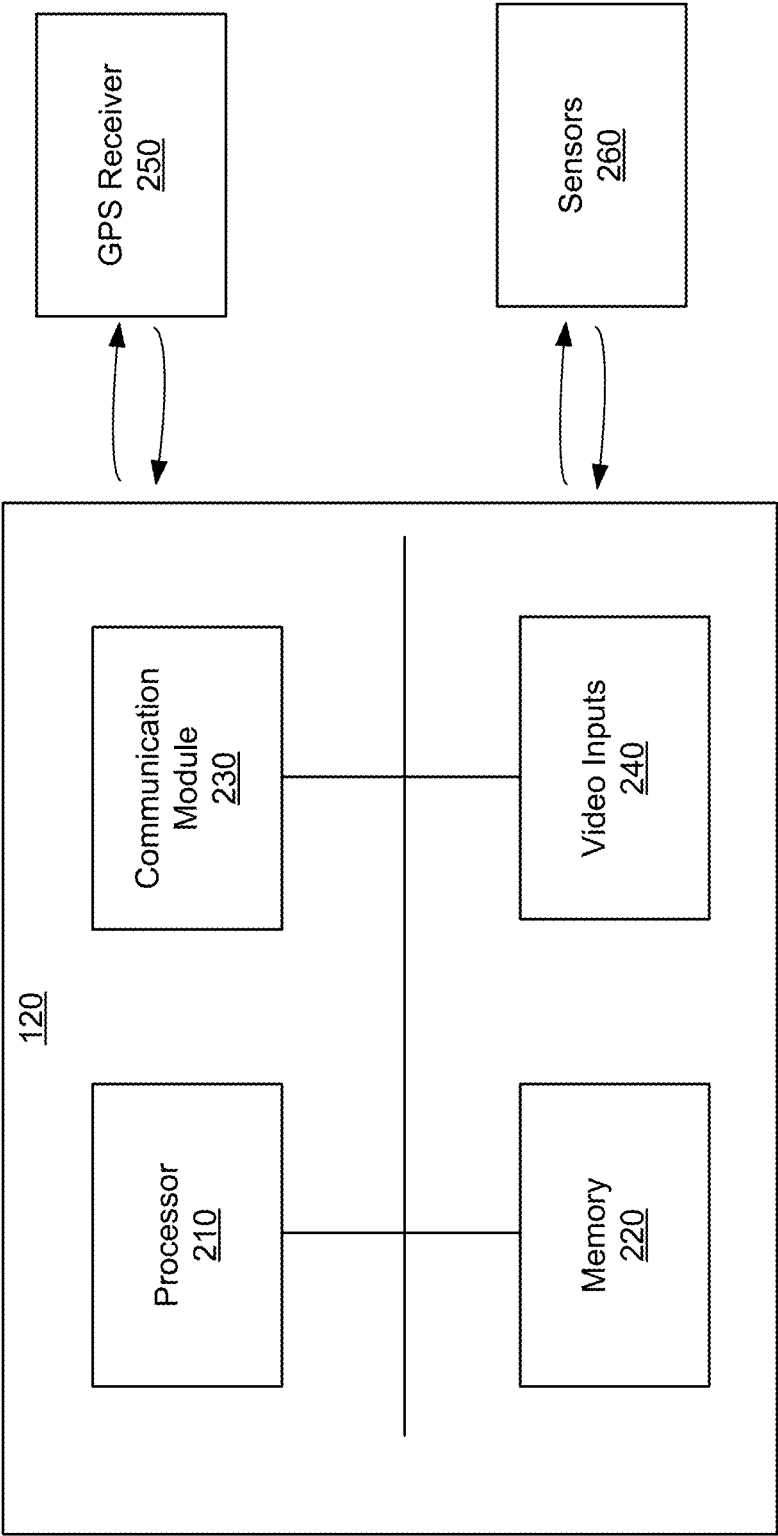 120
Processor
210
Communication
Module
230
GPS Receiver
250
Memory
220
Video Inputs
240
Sensors
260